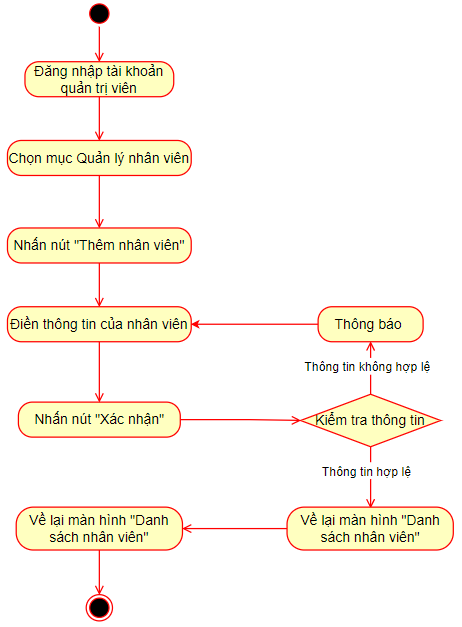 Đăng nhập tài khoản
quản trị viên
Chọn mục Quản lý nhân viên
Nhấn nút "Thêm nhân viên"
Điền thông tin của nhân viên
Thông báo
Thông tin không hợp lệ
Nhấn nút "Xác nhận"
Kiểm tra thông tin
Thông tin hợp lệ
Về lại màn hình "Danh
sách nhân viên"
Về lại màn hình "Danh
sách nhân viên"